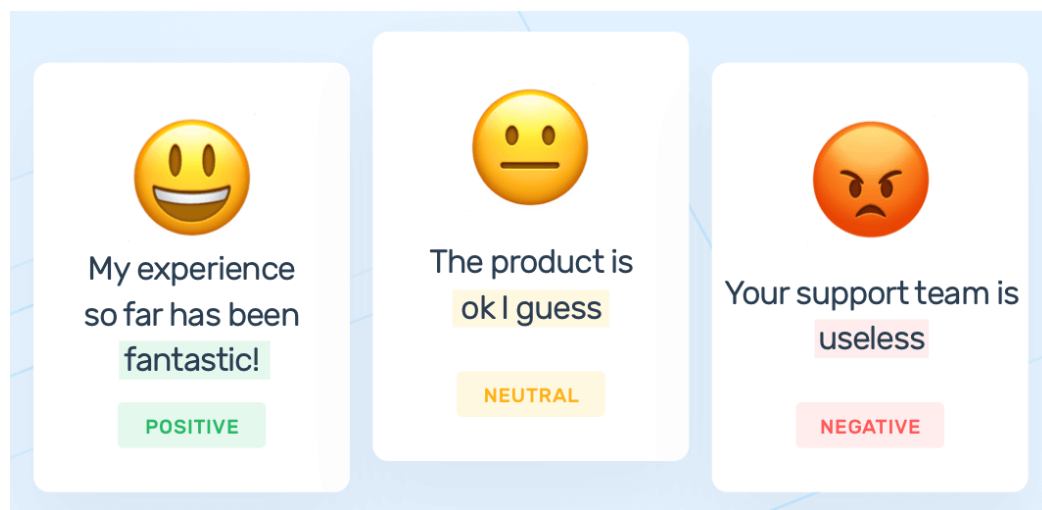 My experience
so far has been
fantastic!
POSITIVE
The product is
ok I guess
NEUTRAL
Your support team is
useless
NEGATIVE